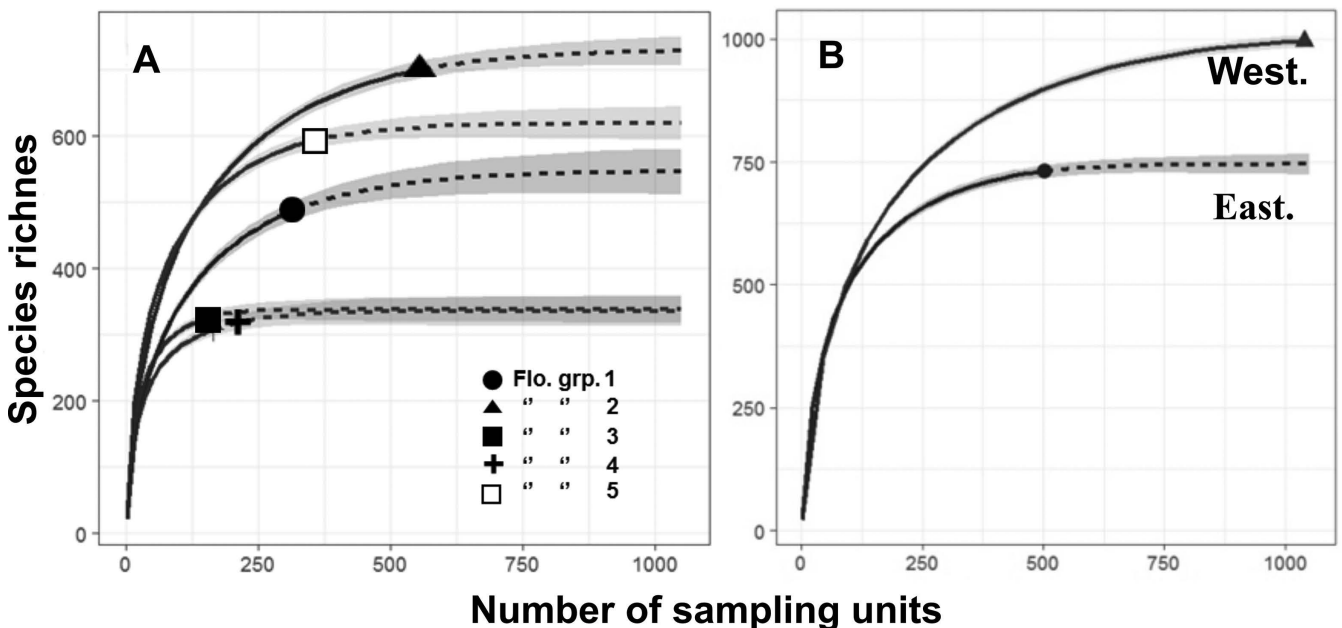 A
B
Species richnes
600
400
200
0
0
250
500
750
1000
Flo. grp. 1
“ “ 2
“ “ 3
“ “ 4
“ “ 5
1000
750
500
250
0
0
250
500
750
1000
West.
East.
Number of sampling units